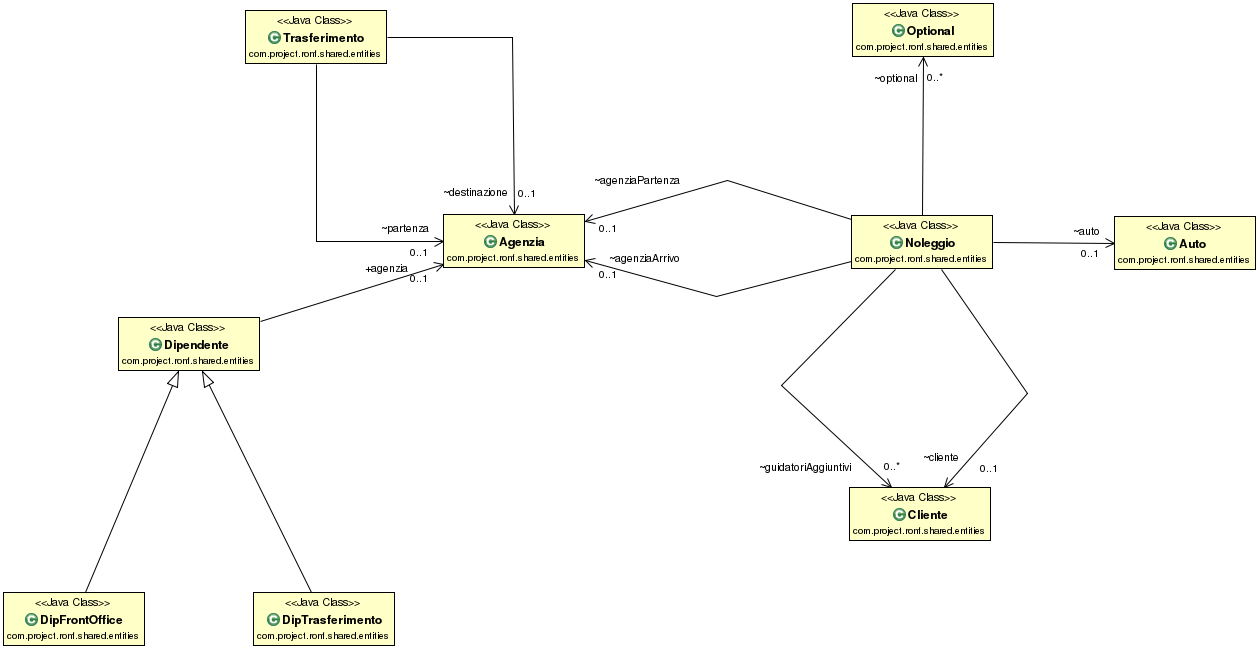 <<Java Class>>
Trasferimento
com.project.ronf.shared.entities
<<Java Class>>
Optional
com.project.ronf.shared.entities
~optional 0..*
~destinazione 0..1
~agenziaPartenza
0..1
~partenza
0..1
<<Java Class>>
Agenzia
com.project.ronf.shared.entities
<<Java Class>>
Noleggio
com.project.ronf.shared.entities
~auto
0..1
<<Java Class>>
Auto
com.project.ronf.shared.entities
+agenzia
0..1
~agenziaArrivo
0..1
<<Java Class>>
Dipendente
com.project.ronf.shared.entities
~guidatoriAggiuntivi 0..*
~cliente
0..1
<<Java Class>>
Cliente
com.project.ronf.shared.entities
<<Java Class>>
DipFrontOffice
com.project.ronf.shared.entities
<<Java Class>>
DipTrasferimento
com.project.ronf.shared.entities